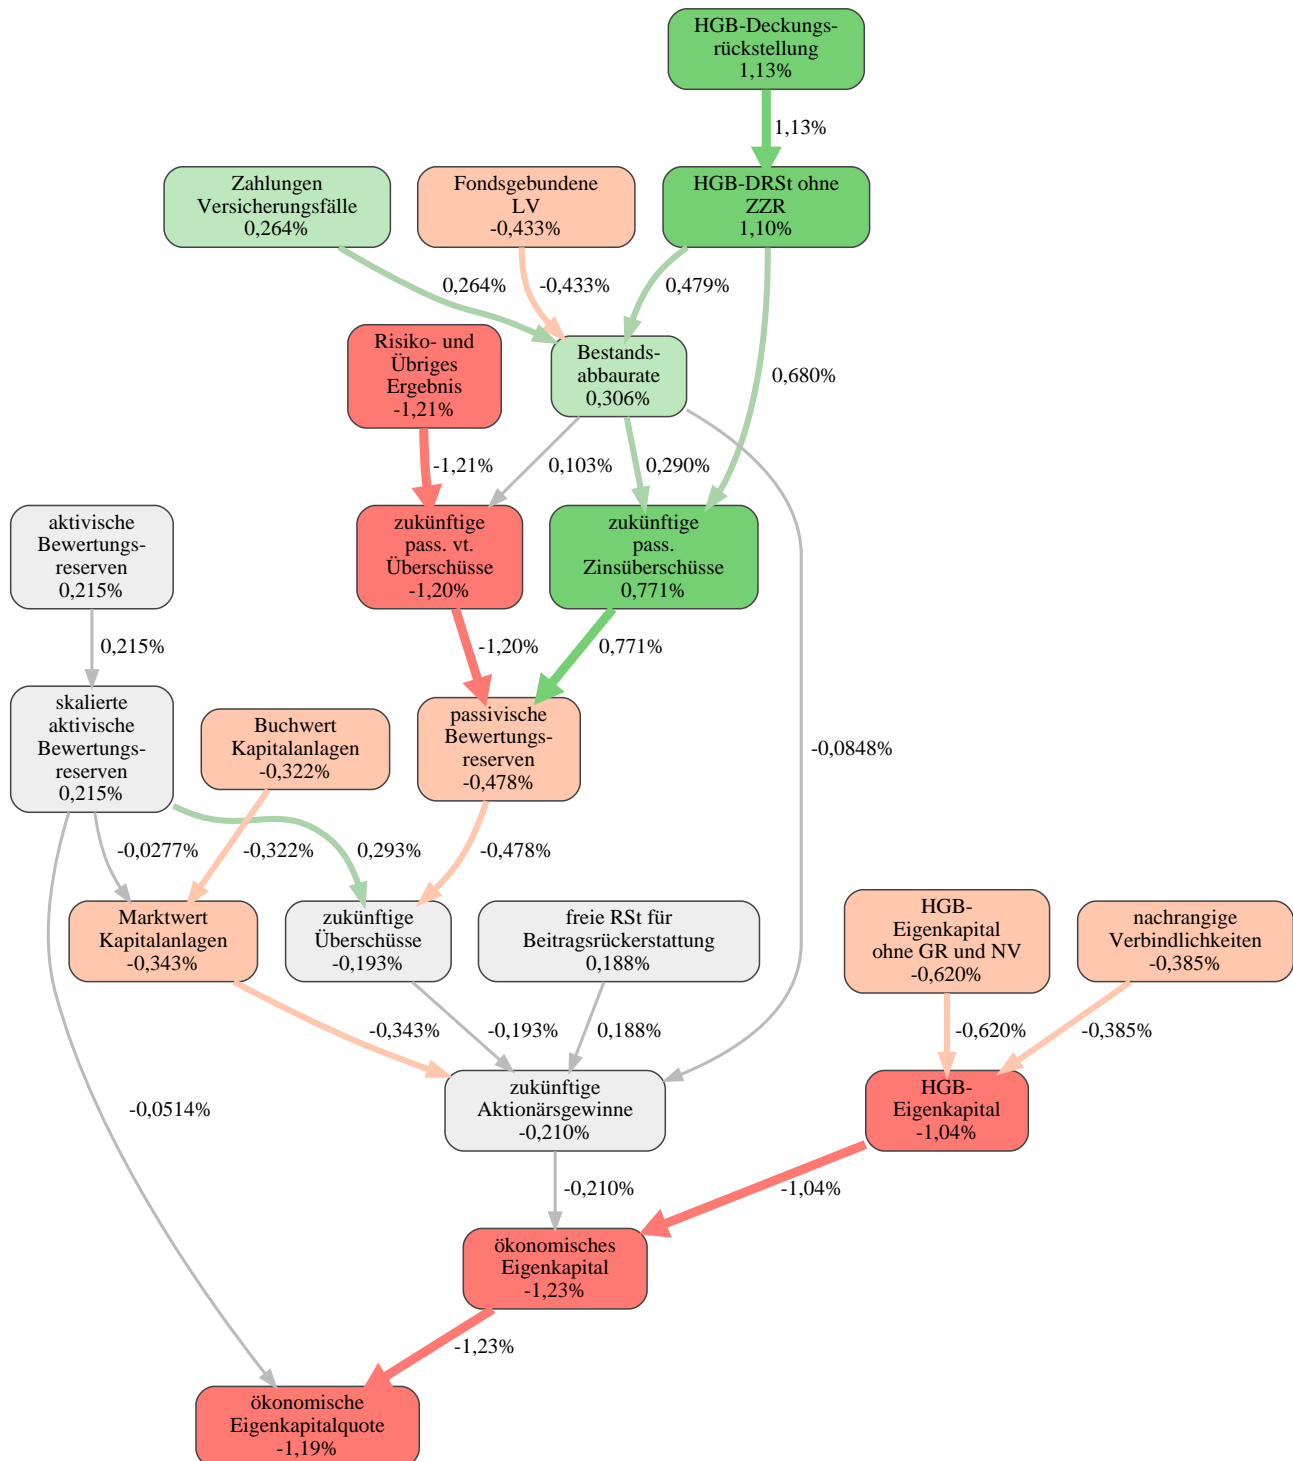 HGB-Deckungs-
rückstellung
1,13%
1,13%
Zahlungen
Versicherungsfälle
0,264%
Fondsgebundene
LV
-0,433%
HGB-DRSt ohne
ZZR
1,10%
0,264%
-0,433%
0,479%
0,680%
Risiko- und
Übriges
Ergebnis
-1,21%
Bestands-
abbaurate
0,306%
-1,21%
0,103%
0,290%
aktivische
Bewertungs-
reserven
0,215%
zukünftige
pass. vt.
Überschüsse
-1,20%
zukünftige
pass.
Zinsüberschüsse
0,771%
0,215%
-1,20%
0,771%
skalierte
aktivische
Bewertungs-
reserven
0,215%
Buchwert
Kapitalanlagen
-0,322%
passivische
Bewertungs-
reserven
-0,478%
-0,0848%
-0,0277%
-0,322%
0,293%
-0,478%
Marktwert
Kapitalanlagen
-0,343%
zukünftige
Überschüsse
-0,193%
freie RSt für
Beitragsrückerstattung
0,188%
HGB-
Eigenkapital
ohne GR und NV
-0,620%
nachrangige
Verbindlichkeiten
-0,385%
-0,343%
-0,193%
0,188%
-0,620%
-0,385%
-0,0514%
zukünftige
Aktionärsgewinne
-0,210%
HGB-
Eigenkapital
-1,04%
-0,210%
-1,04%
ökonomisches
Eigenkapital
-1,23%
-1,23%
ökonomische
Eigenkapitalquote
-1,19%